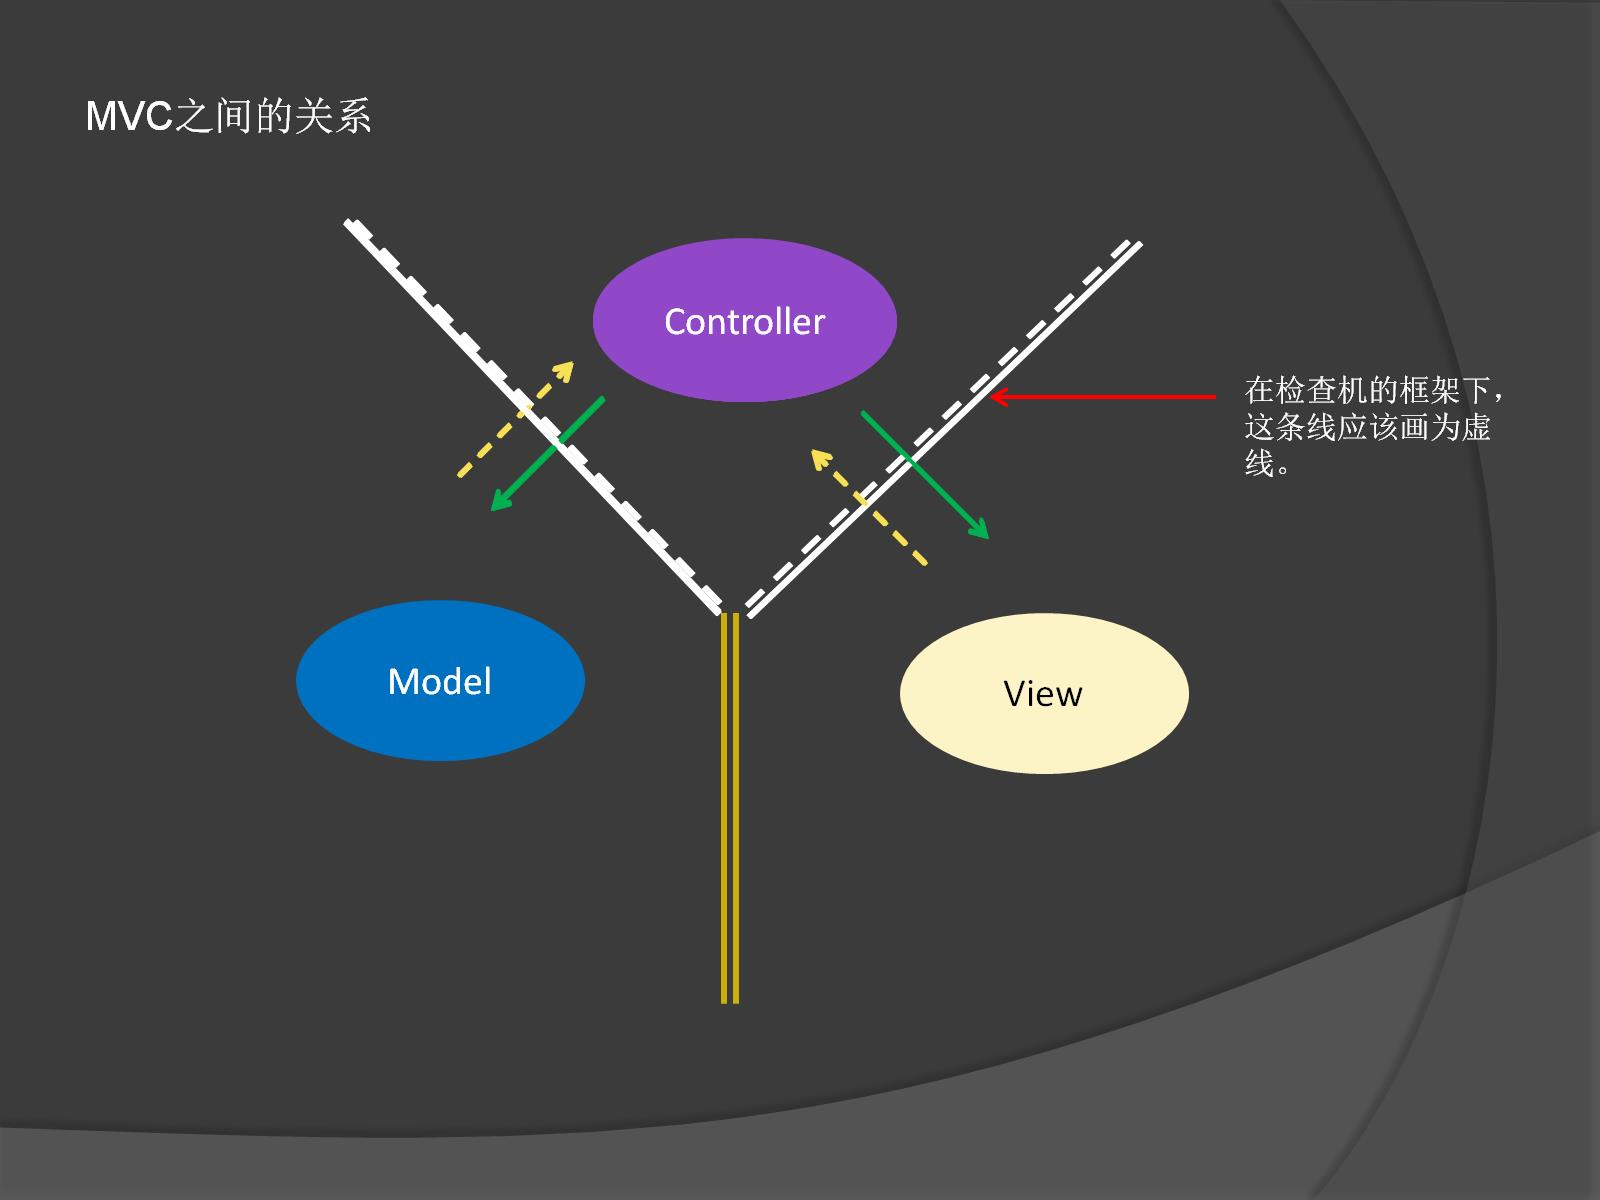 MVC之间的关系
Controller
在检查机的框架下，
这条线应该画为虚
线。
Model
View